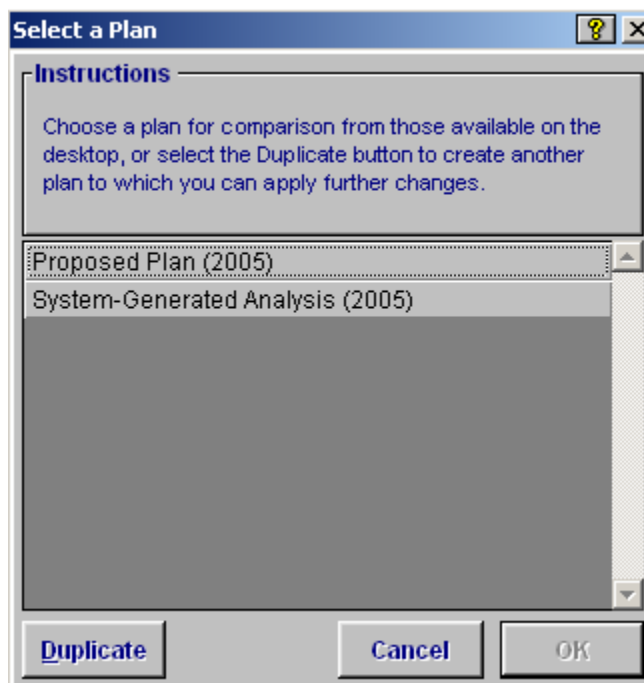 Select a Plan
Instructions
Choose a plan for comparison from those available on the
desktop, or select the Duplicate button to create another
plan to which you can apply further changes.
Proposed Plan (2005)
System-Generated Analysis (2005)
Duplicate Cancel OK